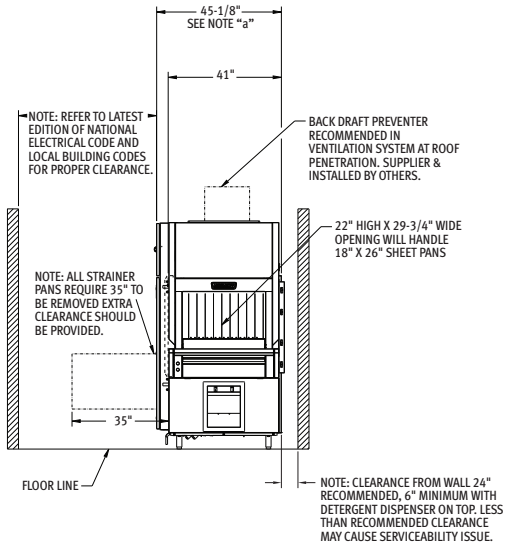 45-1/8"
SEE NOTE “a”
41"
NOTE: REFER TO LATEST
EDITION OF NATIONAL
ELECTRICAL CODE AND
LOCAL BUILDING CODES
FOR PROPER CLEARANCE.
BACK DRAFT PREVENTER
RECOMMENDED IN
VENTILATION SYSTEM AT ROOF
PENETRATION. SUPPLIER &
INSTALLED BY OTHERS.
22" HIGH X 29-3/4" WIDE
OPENING WILL HANDLE
18" X 26" SHEET PANS
NOTE: ALL STRAINER
PANS REQUIRE 35" TO
BE REMOVED EXTRA
CLEARANCE SHOULD
BE PROVIDED.
35"
FLOOR LINE
NOTE: CLEARANCE FROM WALL 24"
RECOMMENDED, 6" MINIMUM WITH
DETERGENT DISPENSER ON TOP. LESS
THAN RECOMMENDED CLEARANCE
MAY CAUSE SERVICEABILITY ISSUE.